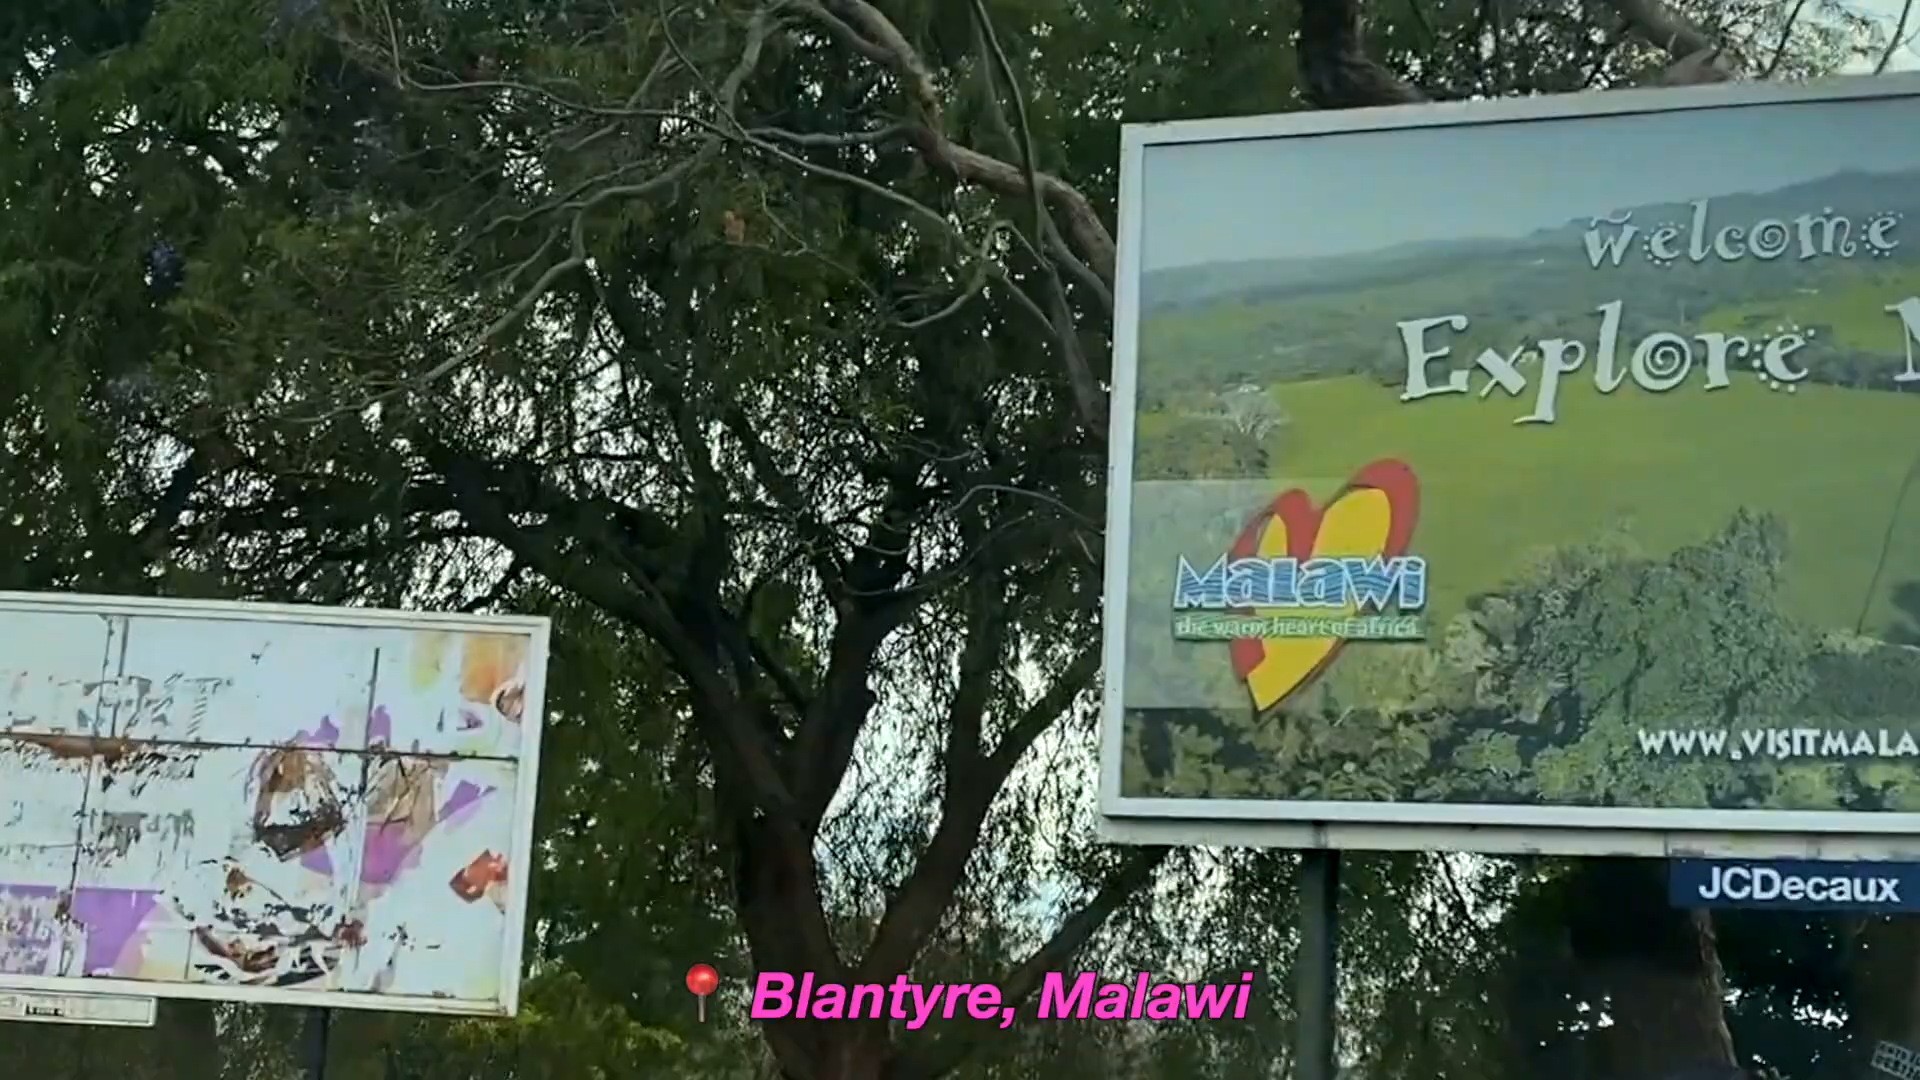 welcome
Explore
Malawi
the warm heart of africa
WWW.VISITMALA
JCDecaux
📍 Blantyre, Malawi